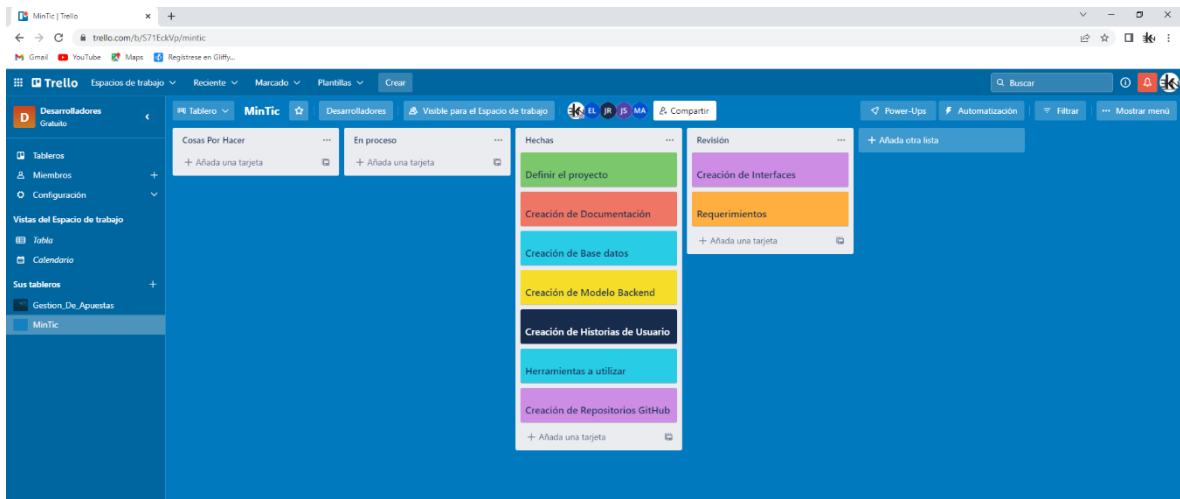 MinTic | Trello
trello.com/b/S71EckVp/mintic
Gmail YouTube Maps Regístrese en Gliffy...
Trello Espacios de trabajo Reciente Marcado Plantillas Crear Buscar
D Desarrolladores
Gratuito
Tableros
Miembros
Configuración
Vistas del Espacio de trabajo
Tabla
Calendario
Sus tableros
Gestion_De_Apuestas
MinTic
Tablero MinTic Desarrolladores Visible para el Espacio de trabajo EL JR JS MA Compartir Power-Ups Automatización Filtrar Mostrar menú
Cosas Por Hacer
Añada una tarjeta
En proceso
Añada una tarjeta
Hechas
Definir el proyecto
Creación de Documentación
Creación de Base datos
Creación de Modelo Backend
Creación de Historias de Usuario
Herramientas a utilizar
Creación de Repositorios GitHub
Añada una tarjeta
Revisión
Creación de Interfaces
Requerimientos
Añada una tarjeta
Añada otra lista